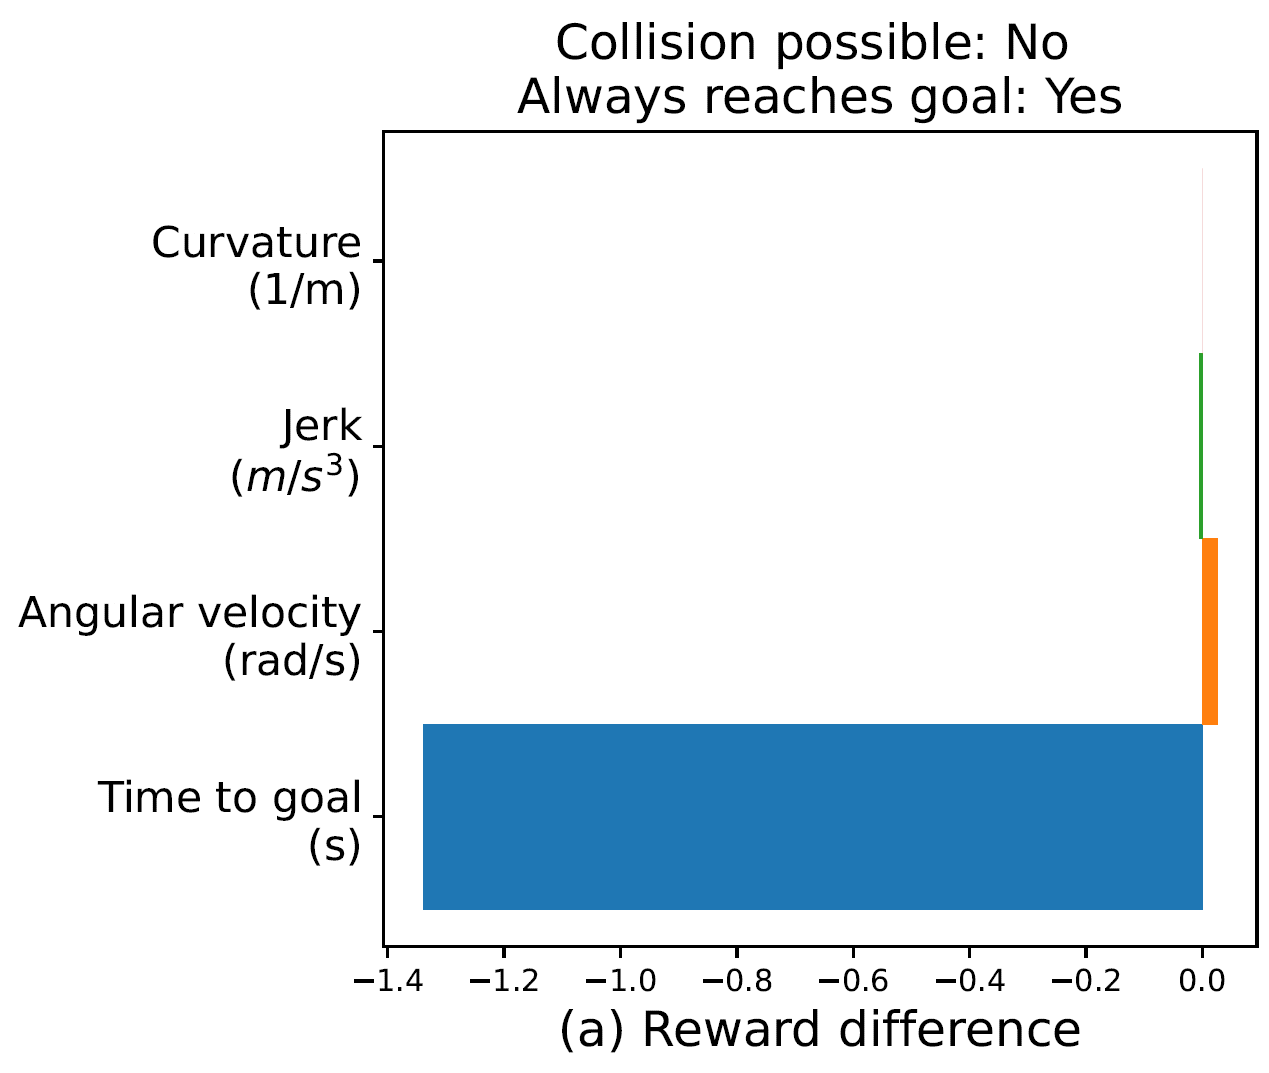 Collision possible: No
Always reaches goal: Yes
Curvature
(1/m)
Jerk
(m/s³)
Angular velocity
(rad/s)
Time to goal
(s)
−1.4 −1.2 −1.0 −0.8 −0.6 −0.4 −0.2 0.0
(a) Reward difference